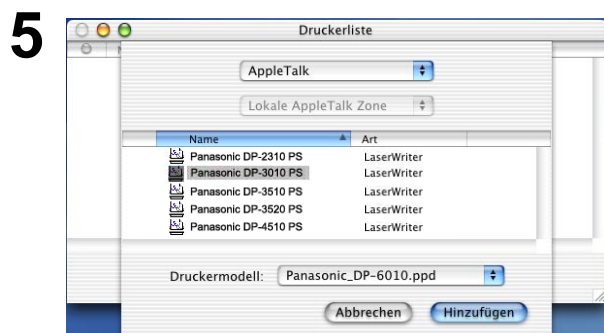 5
Druckerliste
AppleTalk
Lokale AppleTalk Zone
Name Art
Panasonic DP-2310 PS LaserWriter
Panasonic DP-3010 PS LaserWriter
Panasonic DP-3510 PS LaserWriter
Panasonic DP-3520 PS LaserWriter
Panasonic DP-4510 PS LaserWriter
Druckermodell: Panasonic_DP-6010.ppd
Abbrechen Hinzufügen